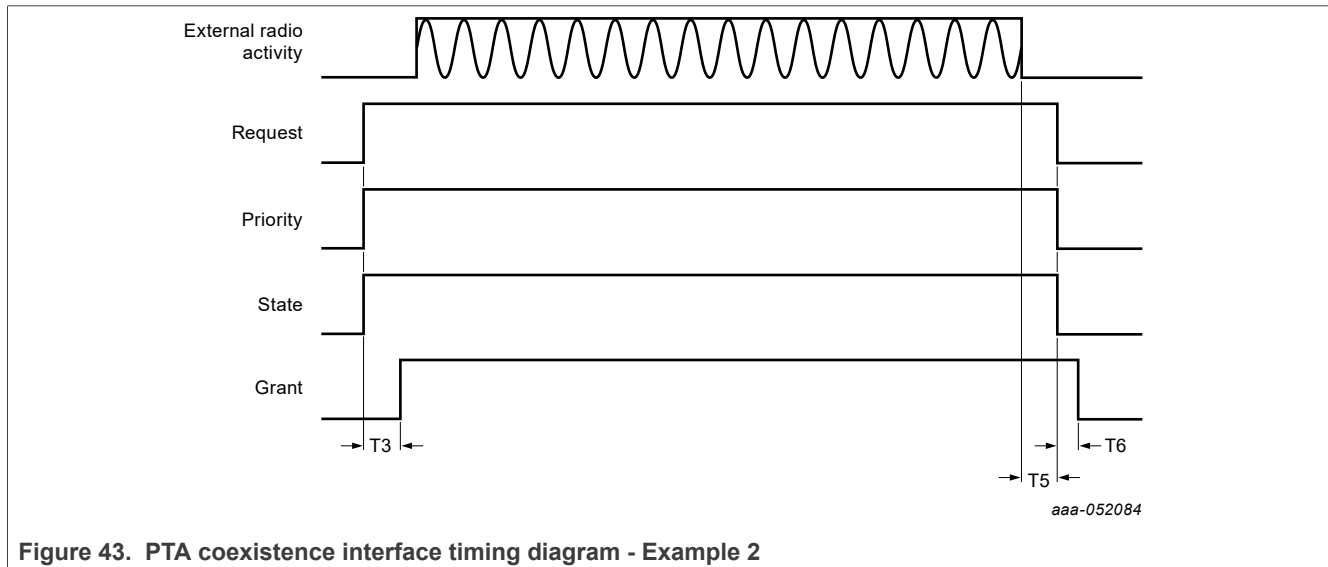 External radio
activity
Request
Priority
State
Grant
T3
T6
T5
aaa-052084
Figure 43. PTA coexistence interface timing diagram - Example 2